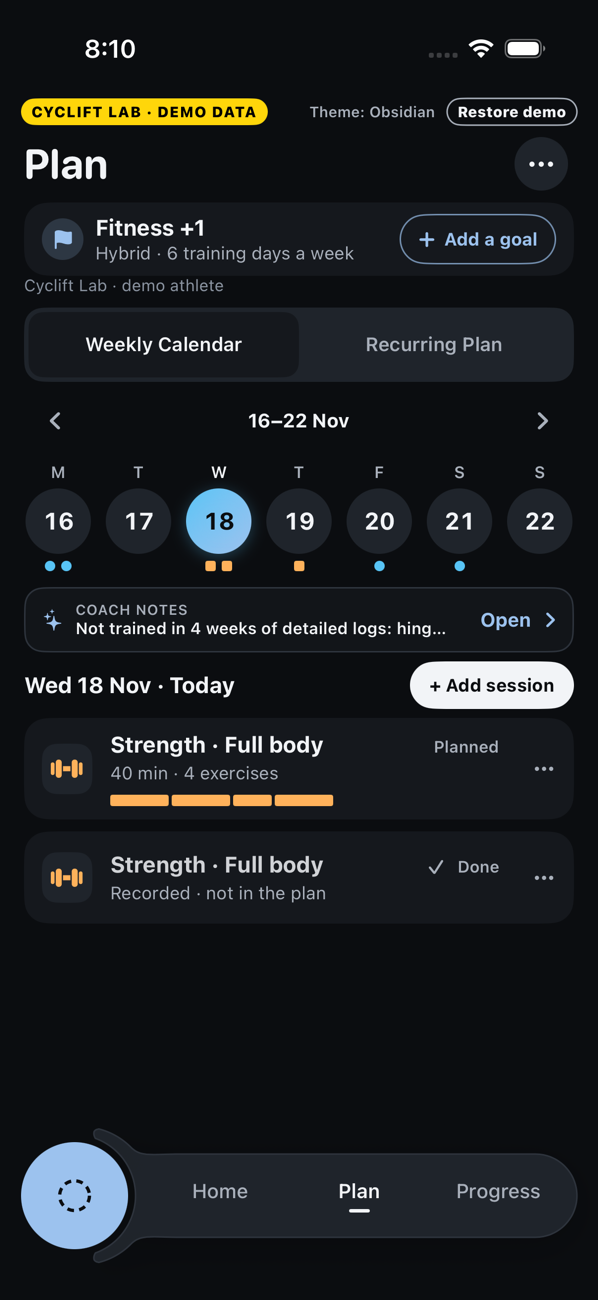 8:10
CYCLIFT LAB · DEMO DATA
Theme: Obsidian
Restore demo
Plan
Fitness +1
Hybrid · 6 training days a week
+ Add a goal
Cyclift Lab · demo athlete
Weekly Calendar
Recurring Plan
16–22 Nov
M T W T F S S
16 17 18 19 20 21 22
COACH NOTES
Not trained in 4 weeks of detailed logs: hing...
Open
Wed 18 Nov · Today
+ Add session
Strength · Full body
Planned
40 min · 4 exercises
Strength · Full body
Done
Recorded · not in the plan
Home
Plan
Progress